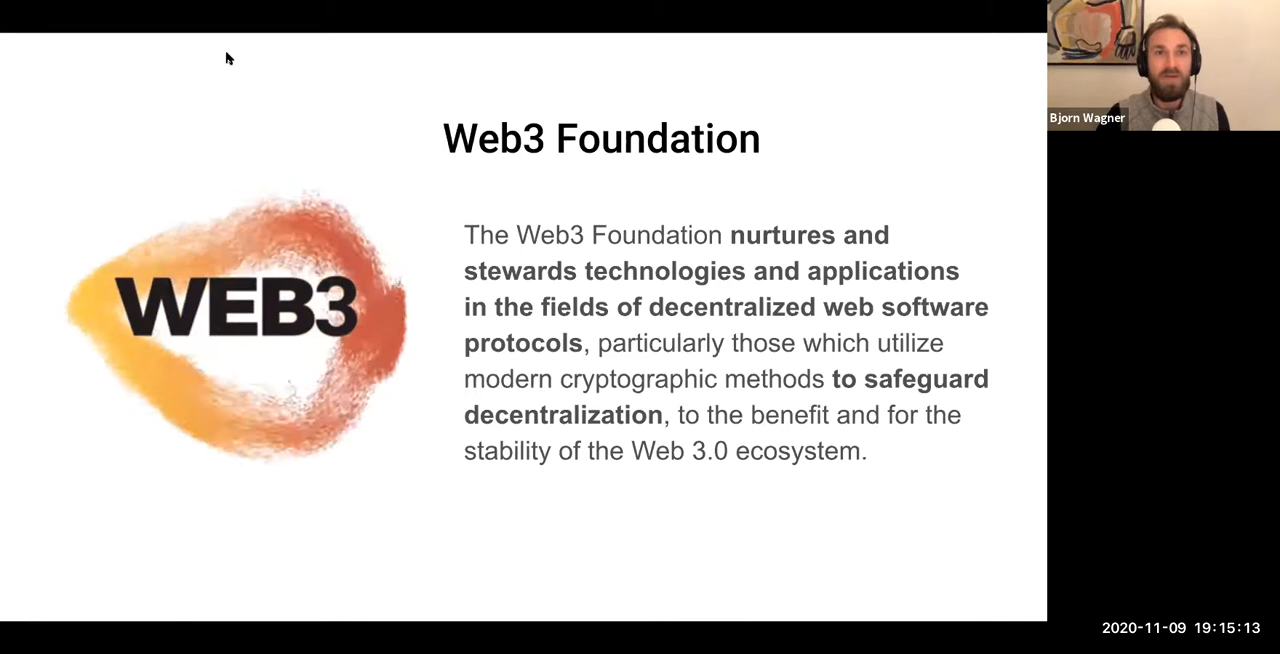 Web3 Foundation
WEB3
The Web3 Foundation nurtures and
stewards technologies and applications
in the fields of decentralized web software
protocols, particularly those which utilize
modern cryptographic methods to safeguard
decentralization, to the benefit and for the
stability of the Web 3.0 ecosystem.
Bjorn Wagner
2020-11-09 19:15:13